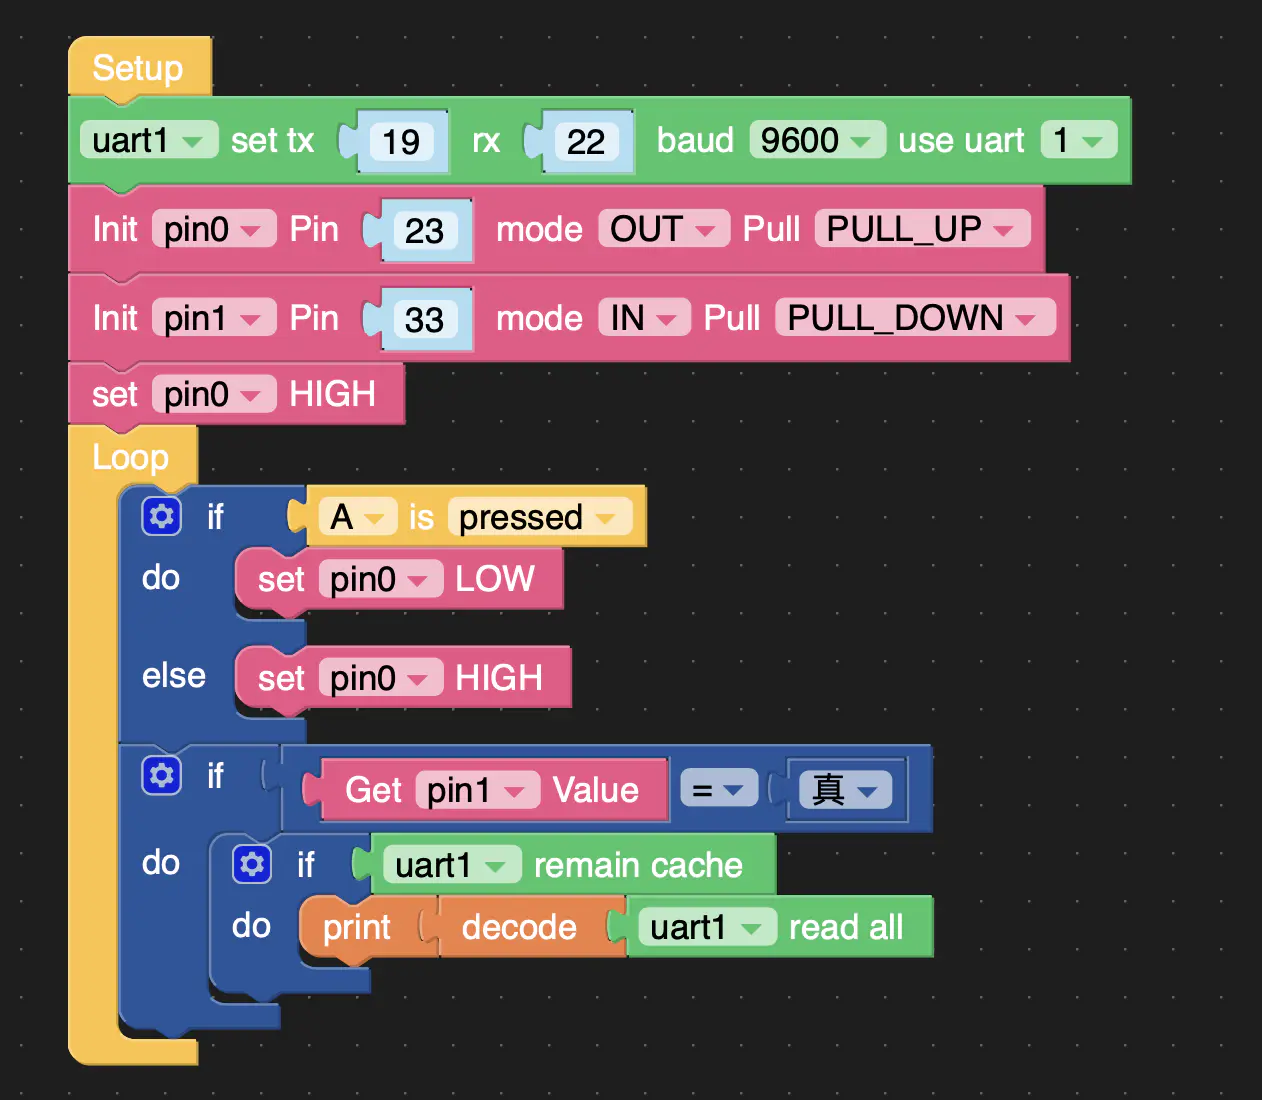 Setup
uart1 set tx 19 rx 22 baud 9600 use uart 1
Init pin0 Pin 23 mode OUT Pull PULL_UP
Init pin1 Pin 33 mode IN Pull PULL_DOWN
set pin0 HIGH
Loop
if A is pressed
do set pin0 LOW
else set pin0 HIGH
if Get pin1 Value = 真
do if uart1 remain cache
do print decode uart1 read all